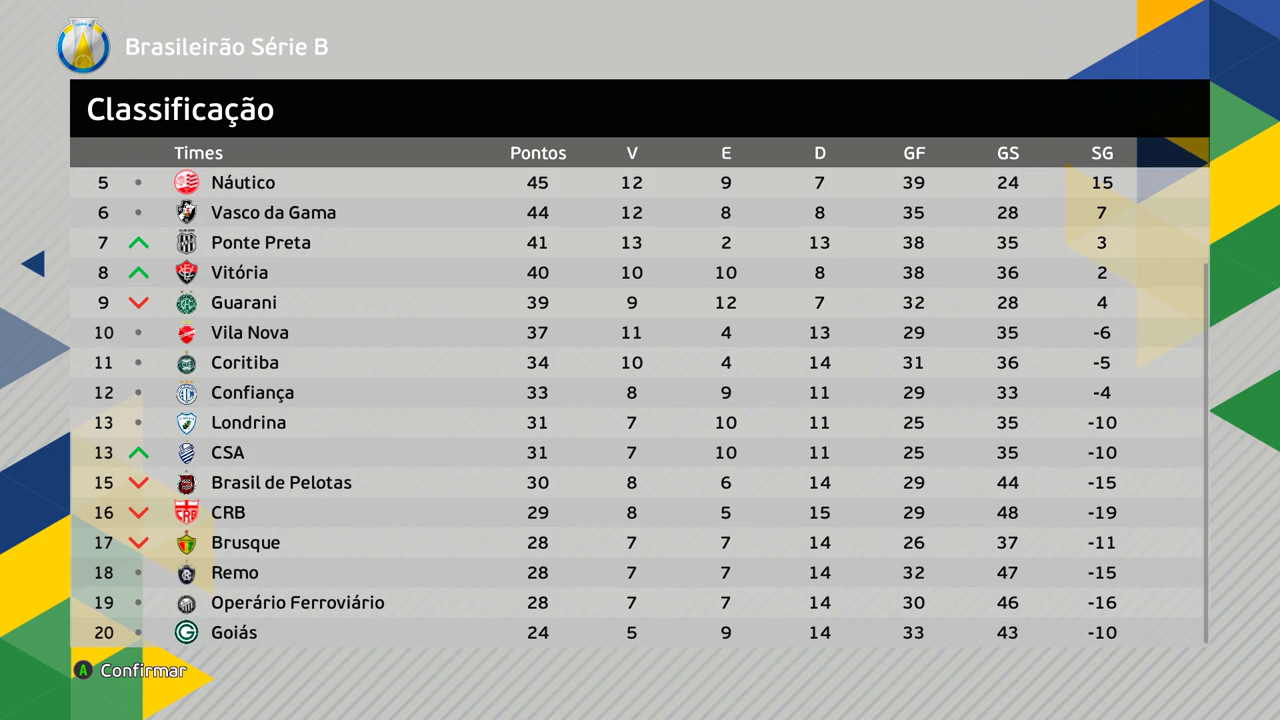 Brasileirão Série B
Classificação
Times Pontos V E D GF GS SG
5 Náutico 45 12 9 7 39 24 15
6 Vasco da Gama 44 12 8 8 35 28 7
7 Ponte Preta 41 13 2 13 38 35 3
8 Vitória 40 10 10 8 38 36 2
9 Guarani 39 9 12 7 32 28 4
10 Vila Nova 37 11 4 13 29 35 -6
11 Coritiba 34 10 4 14 31 36 -5
12 Confiança 33 8 9 11 29 33 -4
13 Londrina 31 7 10 11 25 35 -10
13 CSA 31 7 10 11 25 35 -10
15 Brasil de Pelotas 30 8 6 14 29 44 -15
16 CRB 29 8 5 15 29 48 -19
17 Brusque 28 7 7 14 26 37 -11
18 Remo 28 7 7 14 32 47 -15
19 Operário Ferroviário 28 7 7 14 30 46 -16
20 Goiás 24 5 9 14 33 43 -10
A Confirmar